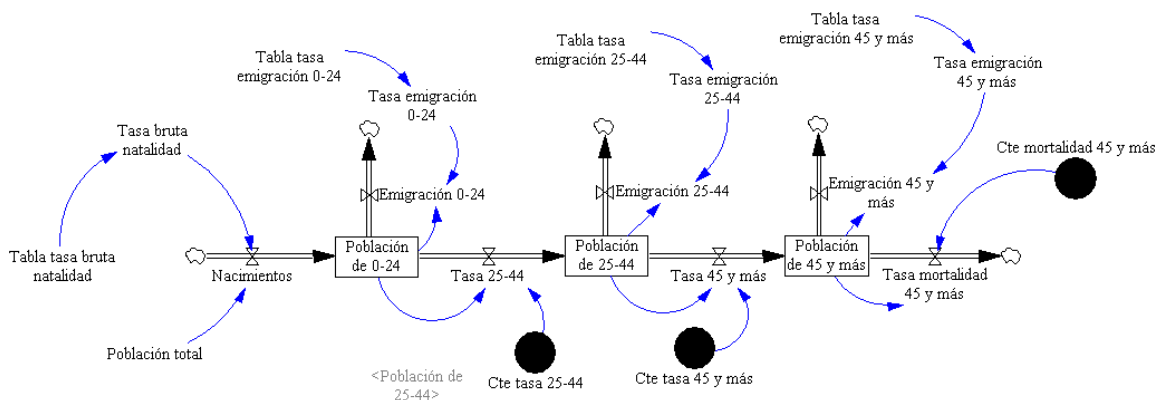 Tabla tasa
emigración 0-24
Tasa emigración
0-24
Tabla tasa
emigración 25-44
Tasa emigración
25-44
Tabla tasa
emigración 45 y más
Tasa emigración
45 y más
Tasa bruta
natalidad
Cte mortalidad 45 y más
Emigración 0-24
Emigración 25-44
Emigración 45 y
más
Tabla tasa bruta
natalidad
Nacimientos
Población
de 0-24
Tasa 25-44
Población
de 25-44
Tasa 45 y más
Población
de 45 y más
Tasa mortalidad
45 y más
Población total
<Población de
25-44>
Cte tasa 25-44
Cte tasa 45 y más